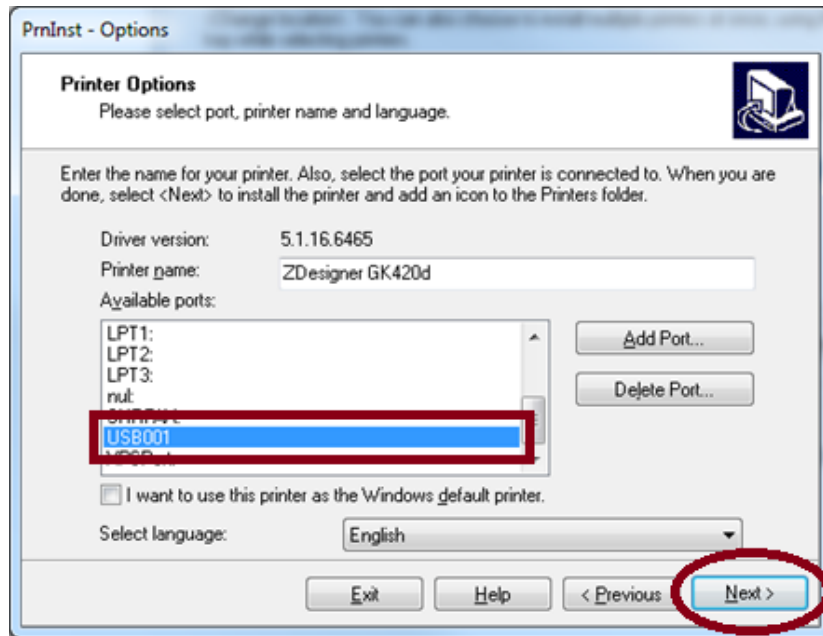 PrnInst - Options
Printer Options
Please select port, printer name and language.
Enter the name for your printer. Also, select the port your printer is connected to. When you are
done, select <Next> to install the printer and add an icon to the Printers folder.
Driver version: 5.1.16.6465
Printer name: ZDesigner GK420d
Available ports:
LPT1:
LPT2:
LPT3:
nul:
USB001
Add Port...
Delete Port...
I want to use this printer as the Windows default printer.
Select language: English
Exit Help < Previous Next >